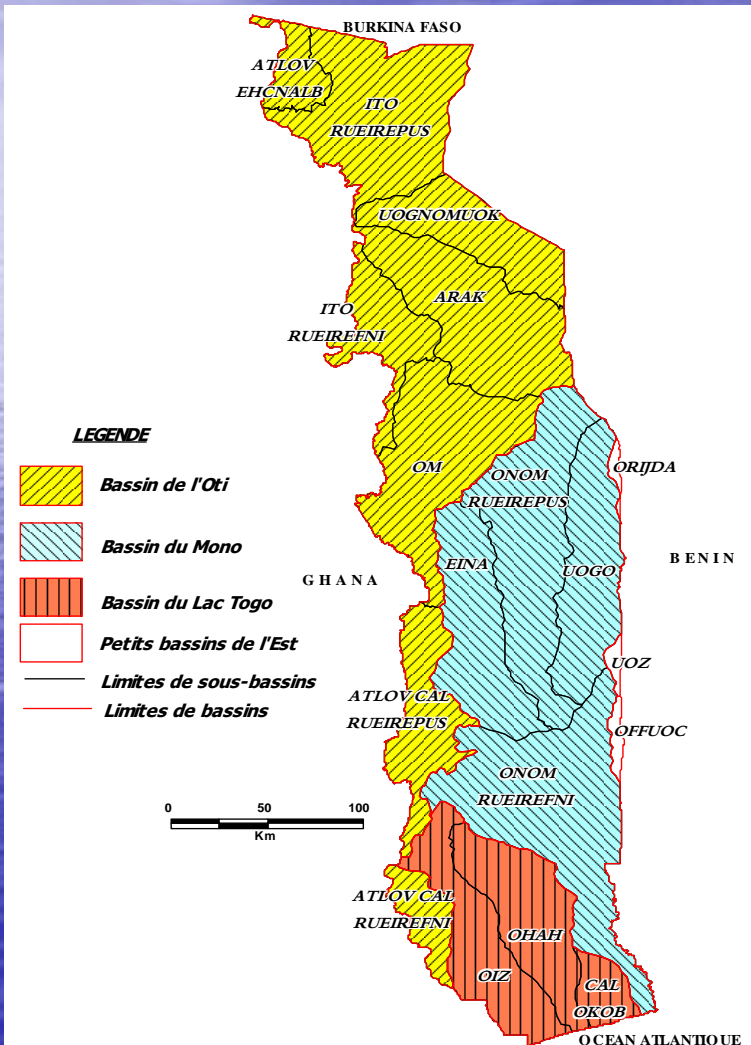 BURKINA FASO
ATLOV
EHCNALB
ITO
RUEIREPUS
UOGNOMUOK
ARAK
ITO
RUEIREFNI
OM
ONOM
RUEIREPUS
ORIJDA
EINA
UOGO
BENIN
GHANA
UOZ
ATLOV CAL
RUEIREPUS
OFFUOC
ONOM
RUEIREFNI
ATLOV CAL
RUEIREFNI
OHAH
OIZ
CAL
OKOB
OCEAN ATLANTIQUE
LEGENDE
Bassin de l'Oti
Bassin du Mono
Bassin du Lac Togo
Petits bassins de l'Est
Limites de sous-bassins
Limites de bassins
0 50 100
Km